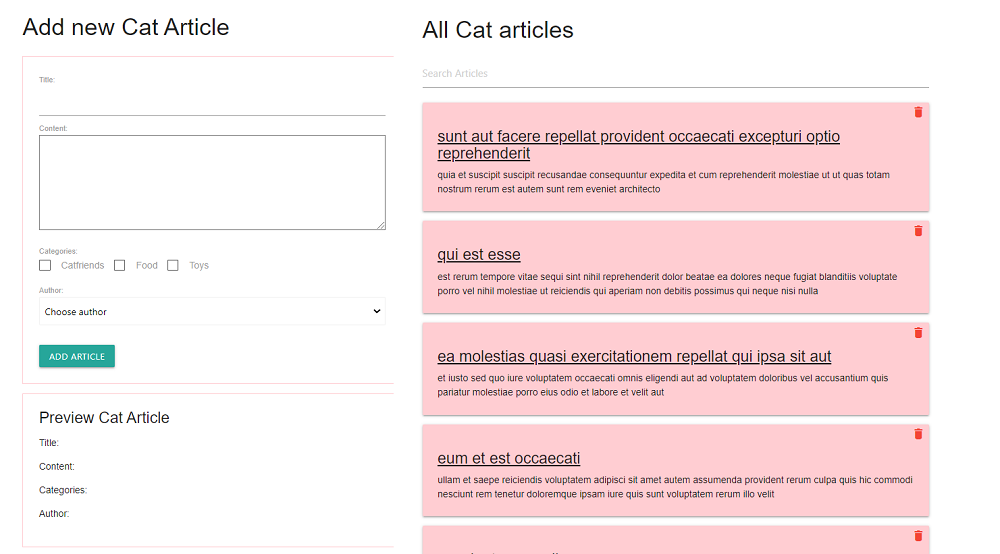 Add new Cat Article
Title:
Content:
Categories:
Catfriends Food Toys
Author:
Choose author
ADD ARTICLE
Preview Cat Article
Title:
Content:
Categories:
Author:
All Cat articles
Search Articles
sunt aut facere repellat provident occaecati excepturi optio
reprehenderit
quia et suscipit suscipit recusandae consequuntur expedita et cum reprehenderit molestiae ut ut quas totam
nostrum rerum est autem sunt rem eveniet architecto
qui est esse
est rerum tempore vitae sequi sint nihil reprehenderit dolor beatae ea dolores neque fugiat blanditiis voluptate
porro vel nihil molestiae ut reiciendis qui aperiam non debitis possimus qui neque nisi nulla
ea molestias quasi exercitationem repellat qui ipsa sit aut
et iusto sed quo iure voluptatem occaecati omnis eligendi aut ad voluptatem doloribus vel accusantium quis
pariatur molestiae porro eius odio et labore et velit aut
eum et est occaecati
ullam et saepe reiciendis voluptatem adipisci sit amet autem assumenda provident rerum culpa quis hic commodi
nesciunt rem tenetur doloremque ipsam iure quis sunt voluptatem rerum illo velit